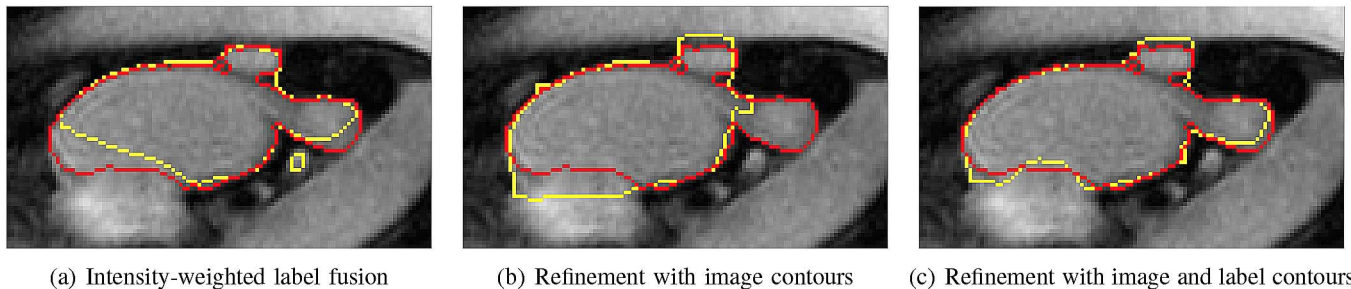 (a) Intensity-weighted label fusion
(b) Refinement with image contours
(c) Refinement with image and label contours